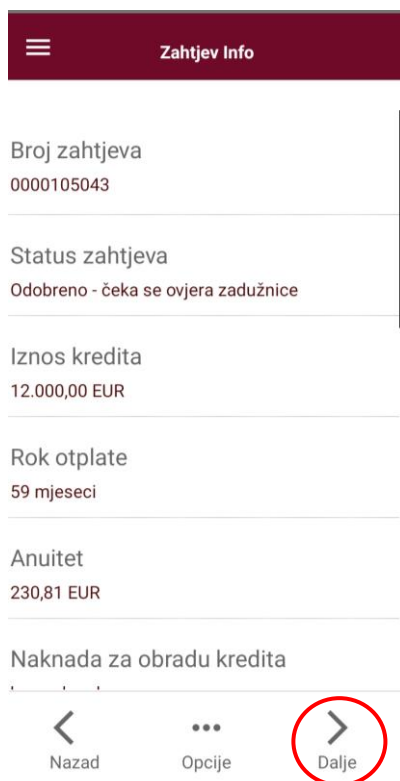 Zahtjev Info
Broj zahtjeva
0000105043
Status zahtjeva
Odobreno - čeka se ovjera zadužnice
Iznos kredita
12.000,00 EUR
Rok otplate
59 mjeseci
Anuitet
230,81 EUR
Naknada za obradu kredita
Nazad
Opcije
Dalje